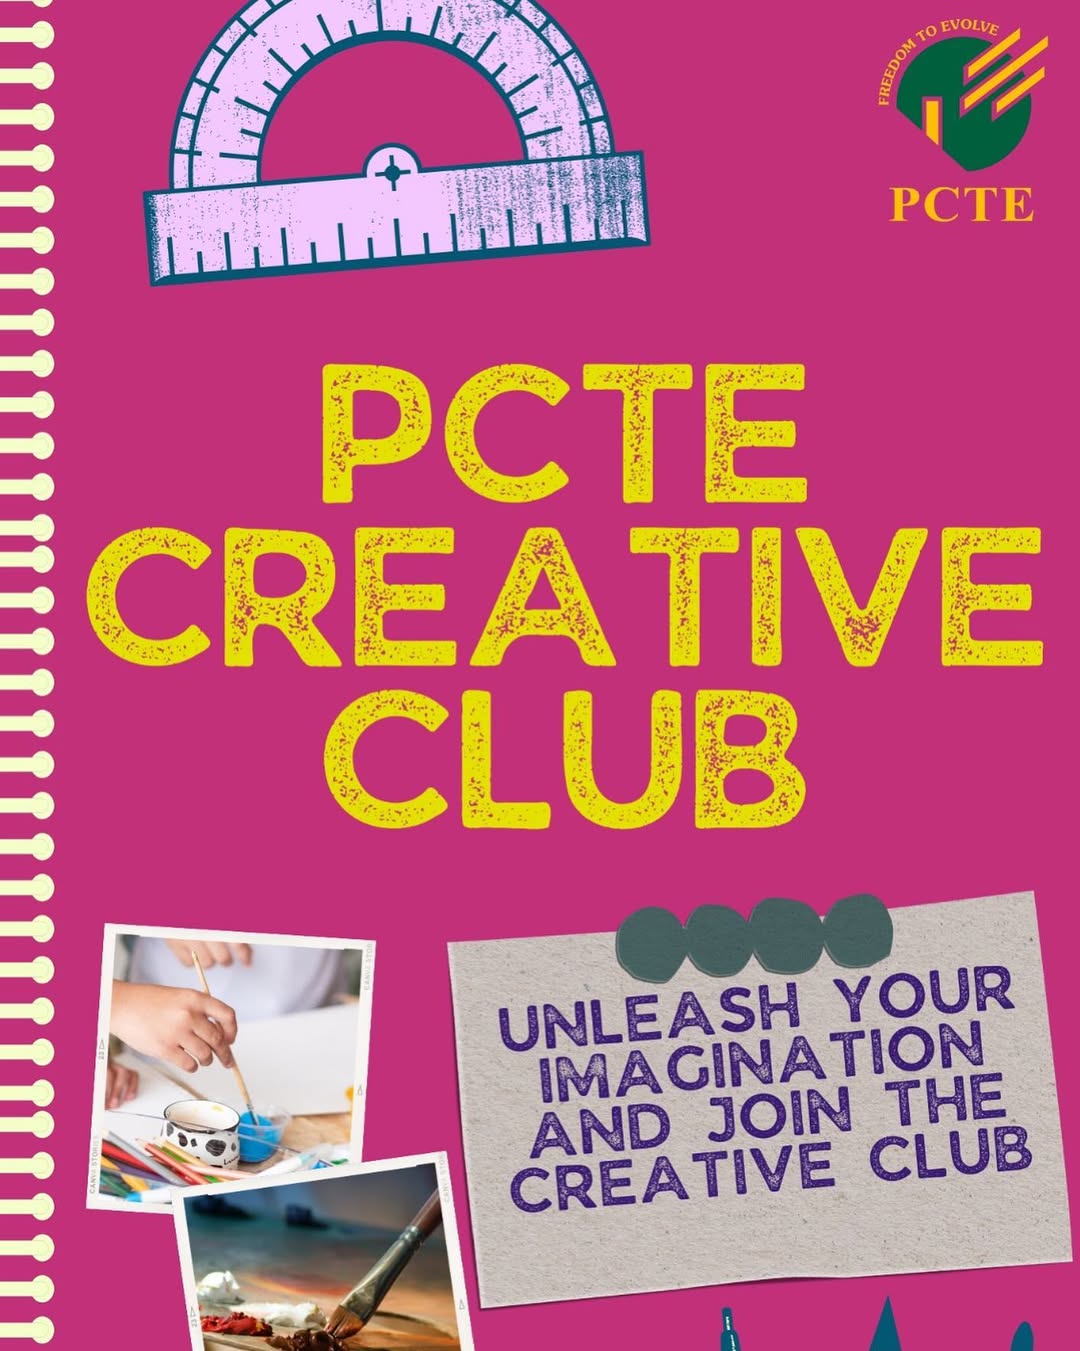 FREEDOM TO EVOLVE
PCTE
PCTE
CREATIVE
CLUB
UNLEASH YOUR
IMAGINATION
AND JOIN THE
CREATIVE CLUB